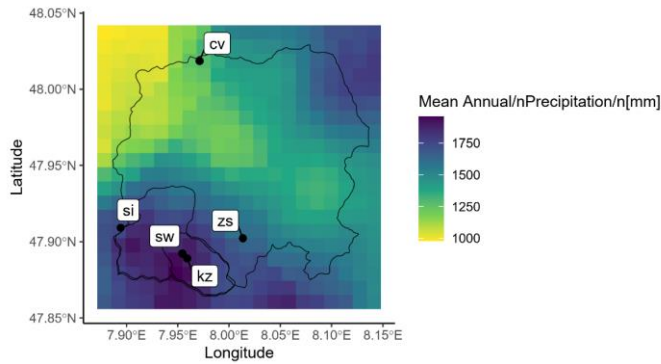 48.05°N
48.00°N
47.95°N
47.90°N
47.85°N
Latitude
cv
si
sw
zs
kz
7.90°E 7.95°E 8.00°E 8.05°E 8.10°E 8.15°E
Longitude
Mean Annual/nPrecipitation/n[mm]
1750
1500
1250
1000